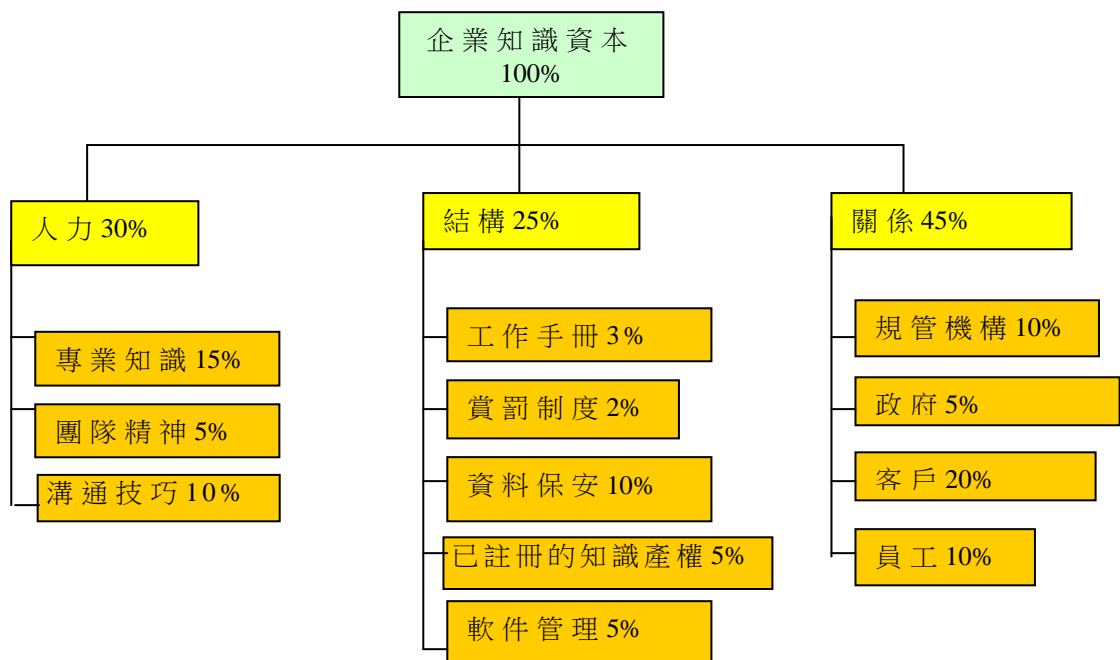 企業知識資本
100%
人力 30%
專業知識 15%
團隊精神 5%
溝通技巧 10%
結構 25%
工作手冊 3%
賞罰制度 2%
資料保安 10%
已註冊的知識產權 5%
軟件管理 5%
關係 45%
規管機構 10%
政府 5%
客戶 20%
員工 10%